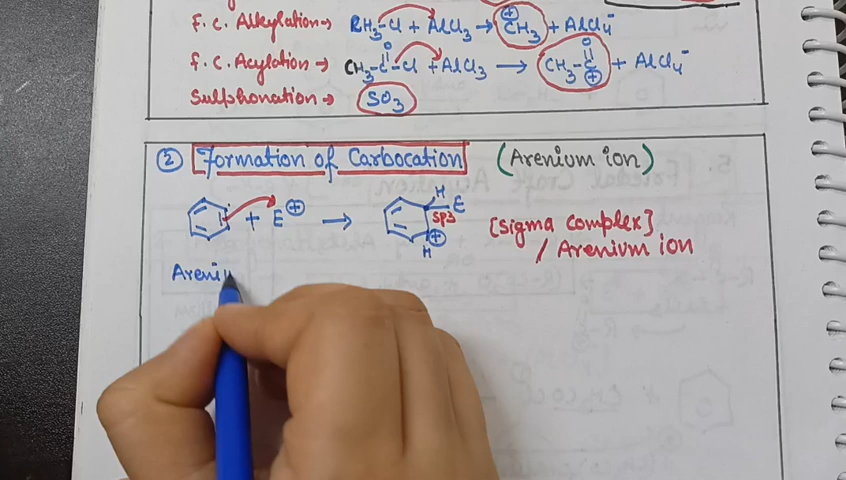 F.C. Alkylation → CH3-Cl + AlCl3 → ⊕CH3 + AlCl4⁻
O
F.C. Acylation → CH3-C-Cl + AlCl3 → CH3-C⊕ + AlCl4⁻
Sulphonation → SO3
② Formation of Carbocation (Arenium ion)
+ E⊕ → H E sp3 ⊕ H [Sigma complex]
/ Arenium ion
Areni